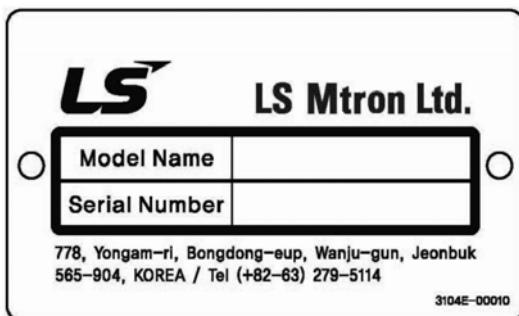 LS LS Mtron Ltd.
Model Name
Serial Number
778, Yongam-ri, Bongdong-eup, Wanju-gun, Jeonbuk
565-904, KOREA / Tel (+82-63) 279-5114
3104E-00010